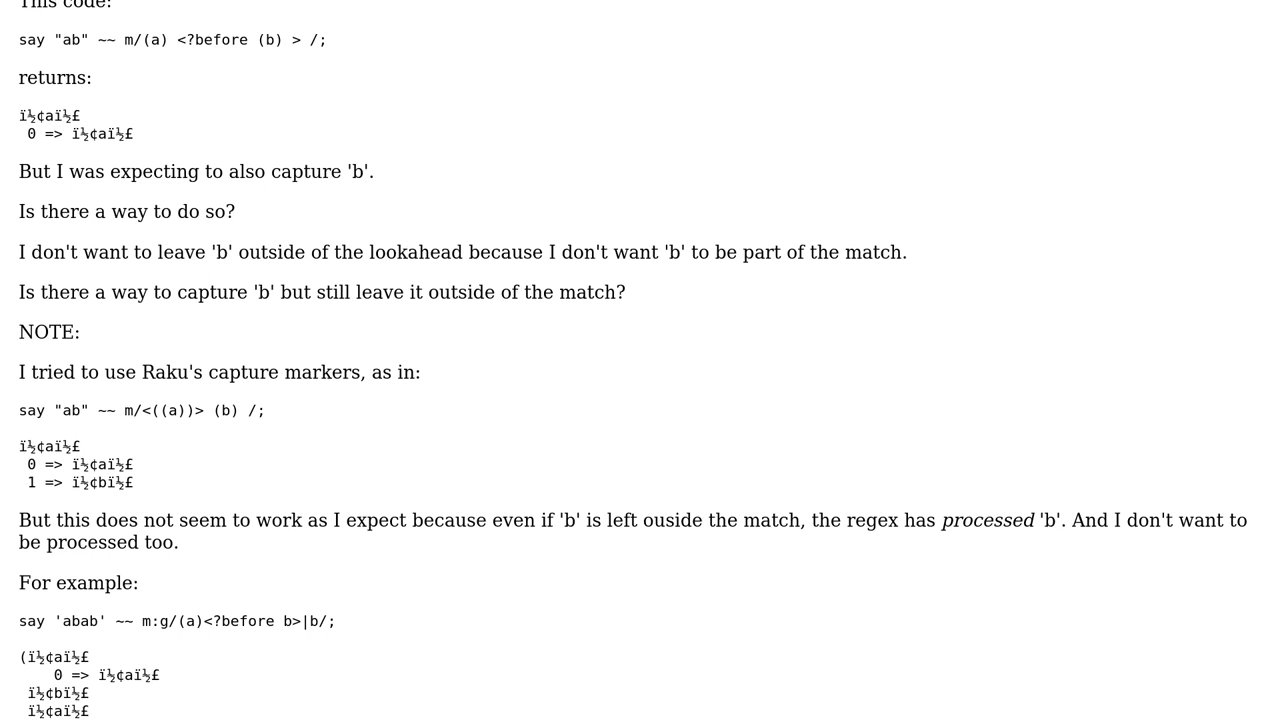 This code:
say "ab" ~~ m/(a) <?before (b) > /;
returns:
ï½¢aï½£
 0 => ï½¢aï½£
But I was expecting to also capture 'b'.
Is there a way to do so?
I don't want to leave 'b' outside of the lookahead because I don't want 'b' to be part of the match.
Is there a way to capture 'b' but still leave it outside of the match?
NOTE:
I tried to use Raku's capture markers, as in:
say "ab" ~~ m/<((a))> (b) /;
ï½¢aï½£
 0 => ï½¢aï½£
 1 => ï½¢bï½£
But this does not seem to work as I expect because even if 'b' is left ouside the match, the regex has processed 'b'. And I don't want to
be processed too.
For example:
say 'abab' ~~ m:g/(a)<?before b>|b/;
(ï½¢aï½£
    0 => ï½¢aï½£
 ï½¢bï½£
 ï½¢aï½£